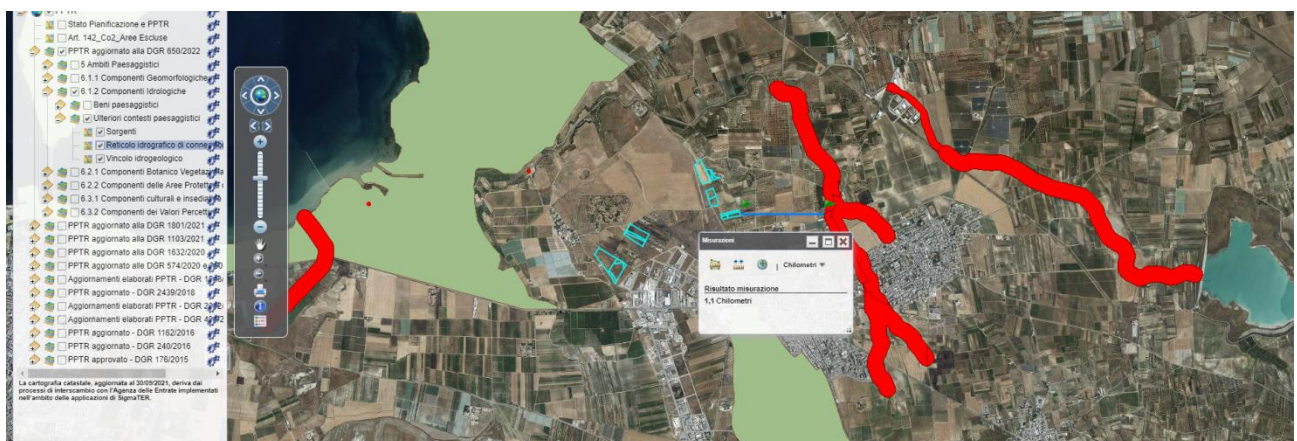 PPTR
Stato Pianificazione e PPTR
Art. 142_Co2_Aree Escluse
PPTR aggiornato alla DGR 650/2022
5 Ambiti Paesaggistici
6.1.1 Componenti Geomorfologiche
6.1.2 Componenti Idrologiche
Beni paesaggistici
Ulteriori contesti paesaggistici
Sorgenti
Reticolo idrografico di conness
Vincolo idrogeologico
6.2.1 Componenti Botanico Vegetaz
6.2.2 Componenti delle Aree Protette
6.3.1 Componenti culturali e insediative
6.3.2 Componenti dei Valori Percett
PPTR aggiornato alla DGR 1801/2021
PPTR aggiornato alla DGR 1103/2021
PPTR aggiornato alla DGR 1632/2020
PPTR aggiornato alle DGR 574/2020 e
Aggiornamenti elaborati PPTR - DGR
PPTR aggiornato - DGR 2439/2018
Aggiornamenti elaborati PPTR - DGR
Aggiornamenti elaborati PPTR - DGR
PPTR aggiornato - DGR 1162/2016
PPTR aggiornato - DGR 240/2016
PPTR approvato - DGR 176/2015
La cartografia catastale, aggiornata al 30/09/2021, deriva dai
processi di interscambio con l'Agenzia delle Entrate implementati
nell'ambito delle applicazioni di SigmaTER.
Misurazioni
Chilometri
Risultato misurazione
1,1 Chilometri